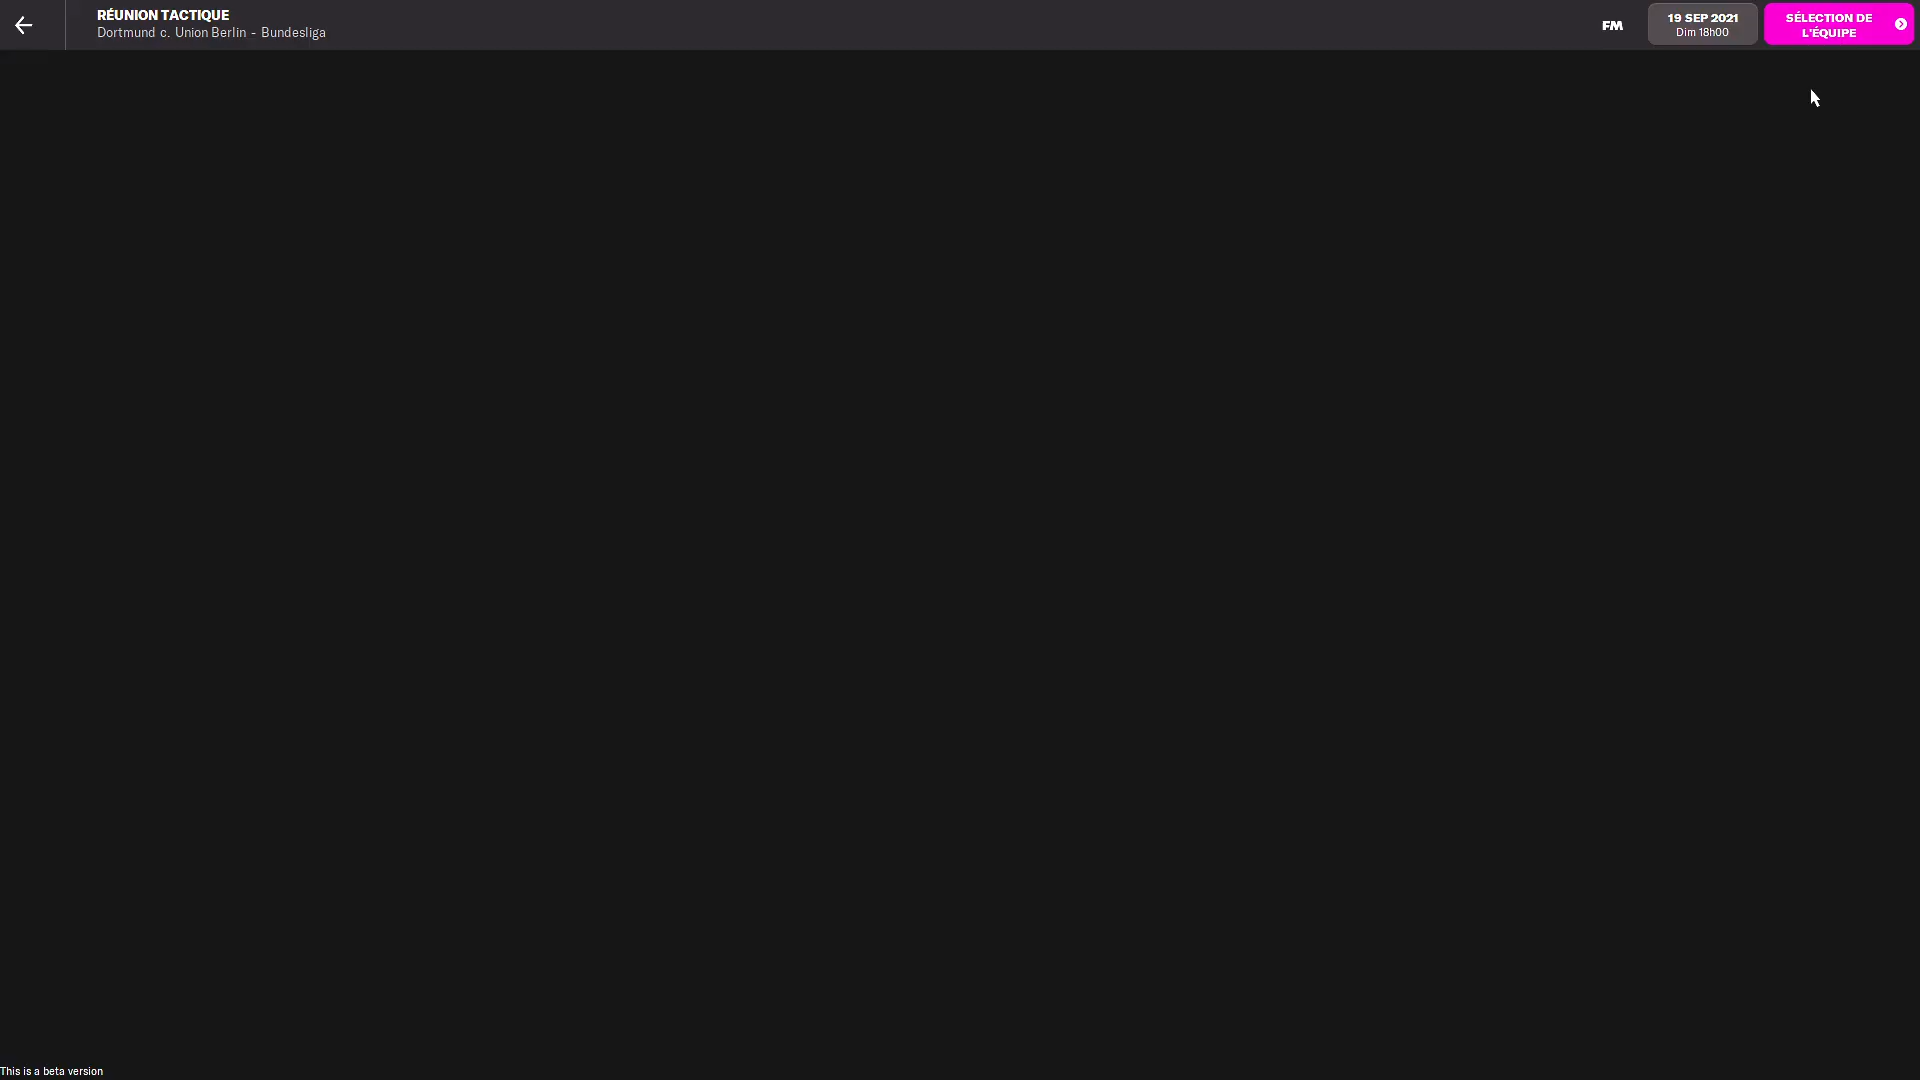 RÉUNION TACTIQUE
Dortmund c. Union Berlin - Bundesliga
FM
19 SEP 2021
Dim 18h00
SÉLECTION DE
L'ÉQUIPE
This is a beta version